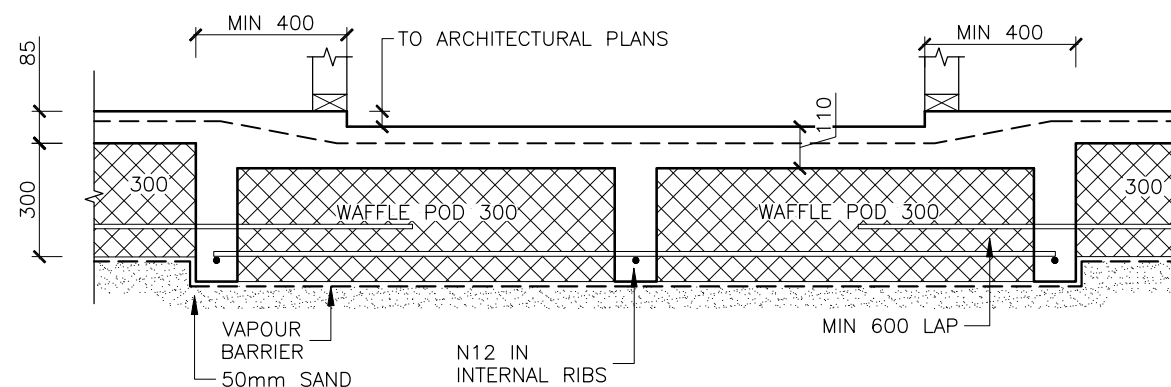 MIN 400
TO ARCHITECTURAL PLANS
MIN 400
85
110
300
300
WAFFLE POD 300
WAFFLE POD 300
300
VAPOUR
BARRIER
50mm SAND
N12 IN
INTERNAL RIBS
MIN 600 LAP